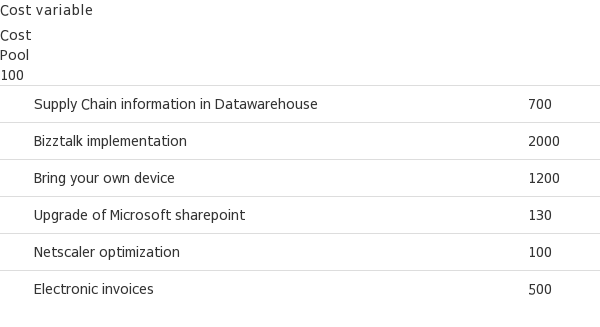 Cost variable
Cost
Pool
100
Supply Chain information in Datawarehouse 700
Bizztalk implementation 2000
Bring your own device 1200
Upgrade of Microsoft sharepoint 130
Netscaler optimization 100
Electronic invoices 500